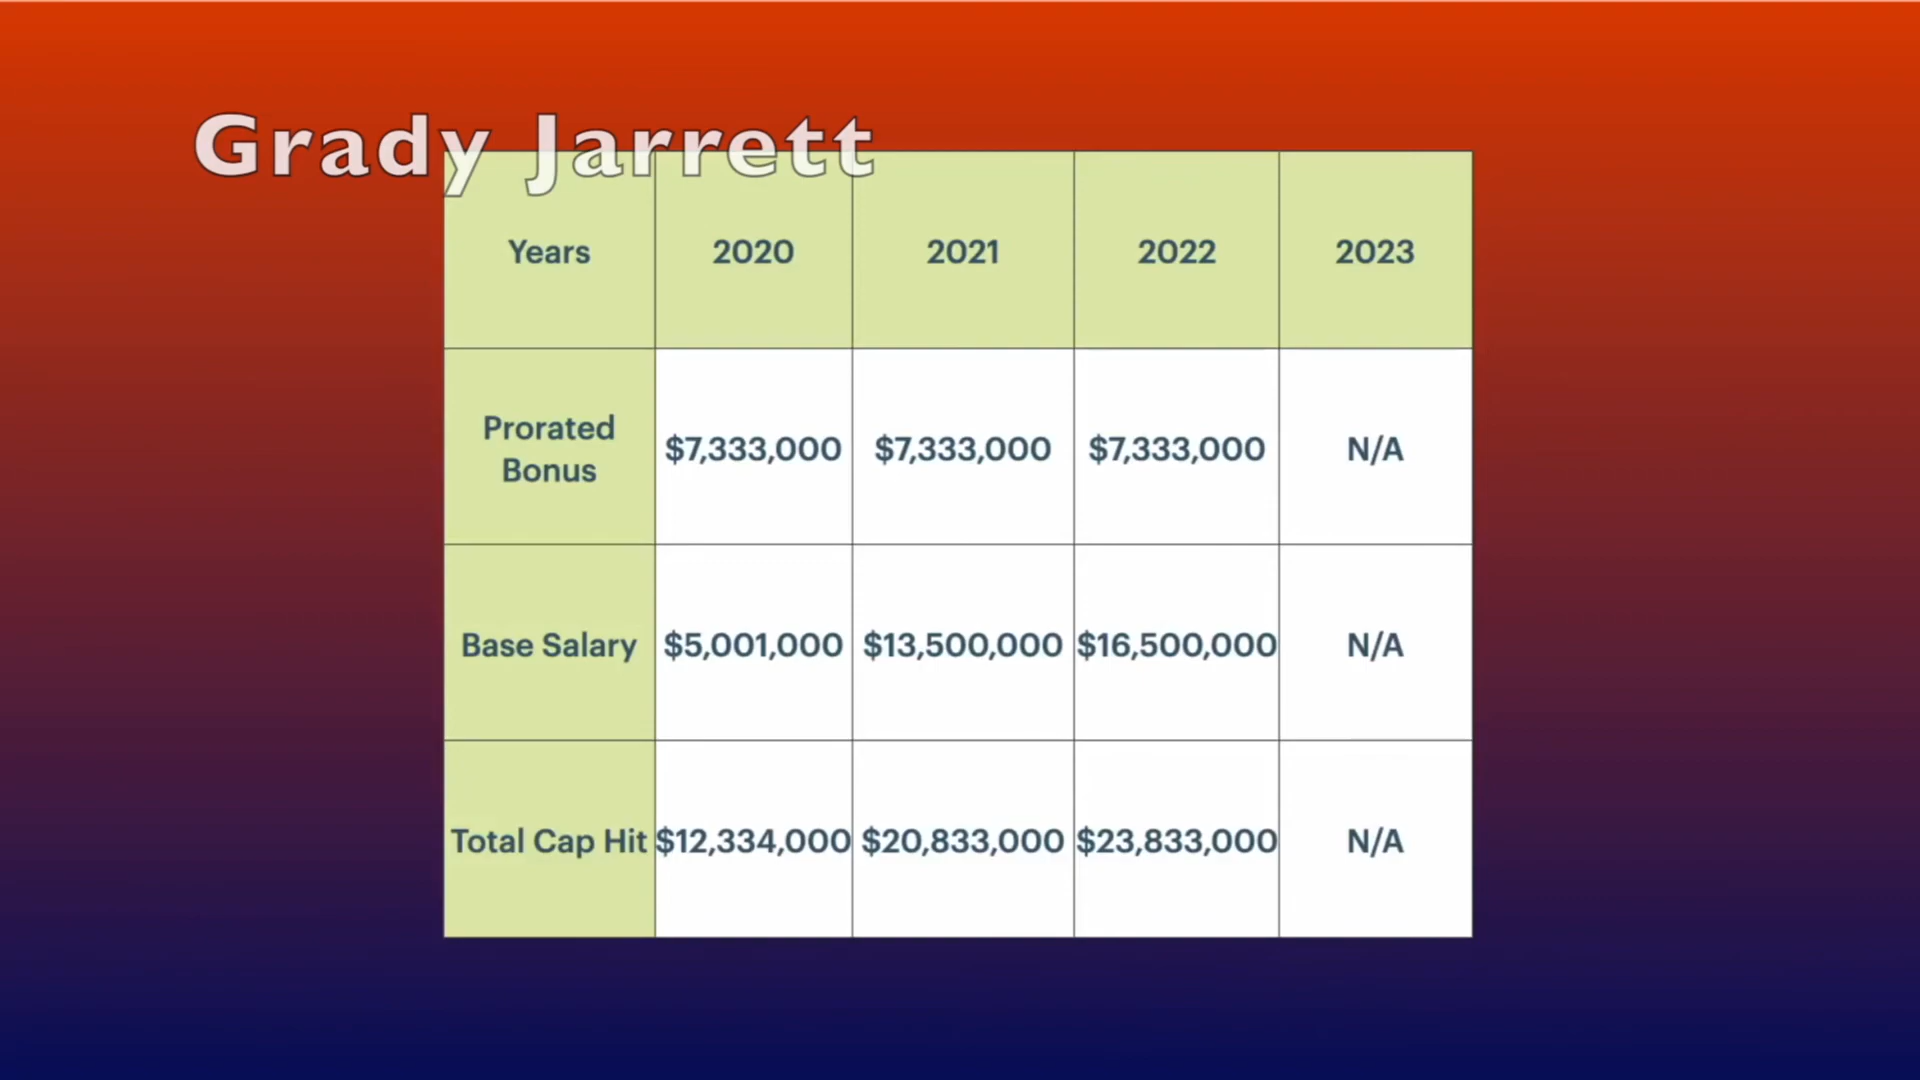 Grady Jarrett
Years 2020 2021 2022 2023
Prorated
Bonus
$7,333,000 $7,333,000 $7,333,000 N/A
Base Salary $5,001,000 $13,500,000 $16,500,000 N/A
Total Cap Hit $12,334,000 $20,833,000 $23,833,000 N/A